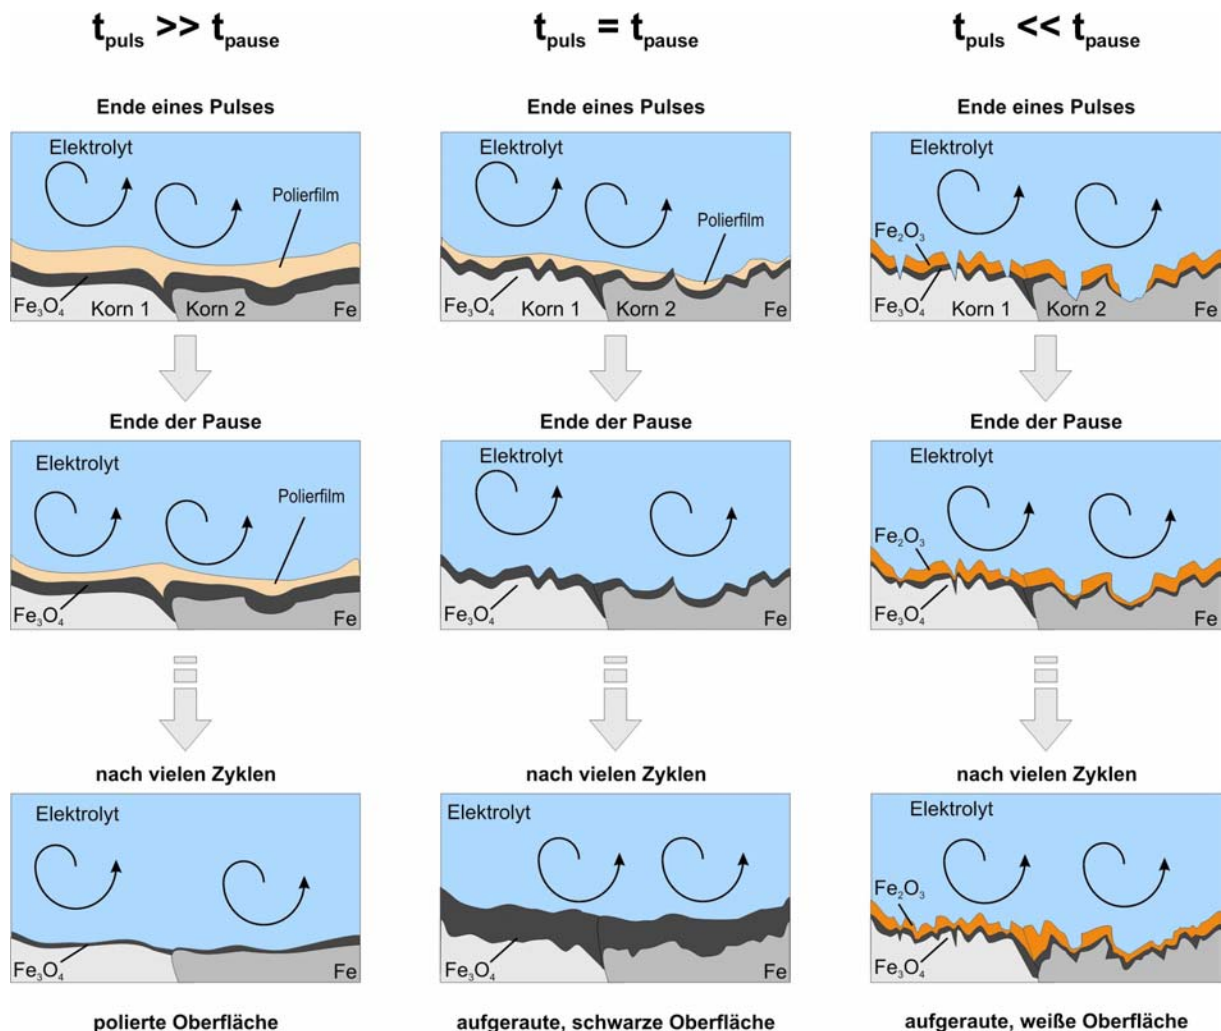 t_puls >> t_pause
t_puls = t_pause
t_puls << t_pause
Ende eines Pulses
Ende eines Pulses
Ende eines Pulses
Elektrolyt
Polierfilm
Fe₃O₄
Korn 1
Korn 2
Fe
Elektrolyt
Polierfilm
Fe₃O₄
Korn 1
Korn 2
Fe
Elektrolyt
Fe₂O₃
Fe₃O₄
Korn 1
Korn 2
Fe
Ende der Pause
Ende der Pause
Ende der Pause
Elektrolyt
Polierfilm
Fe₃O₄
Fe
Elektrolyt
Fe₃O₄
Fe
Elektrolyt
Fe₂O₃
Fe₃O₄
Fe
nach vielen Zyklen
nach vielen Zyklen
nach vielen Zyklen
Elektrolyt
Fe₃O₄
Fe
Elektrolyt
Fe₃O₄
Fe
Elektrolyt
Fe₂O₃
Fe₃O₄
Fe
polierte Oberfläche
aufgeraute, schwarze Oberfläche
aufgeraute, weiße Oberfläche